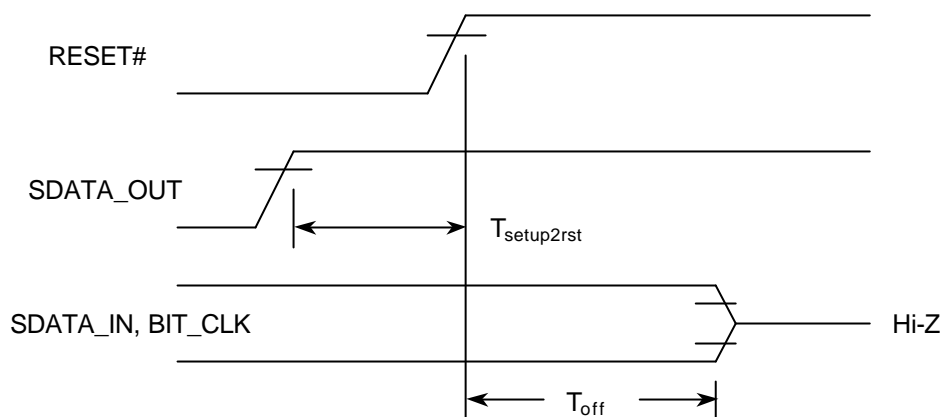 RESET#
SDATA_OUT
Tsetup2rst
SDATA_IN, BIT_CLK
Hi-Z
Toff